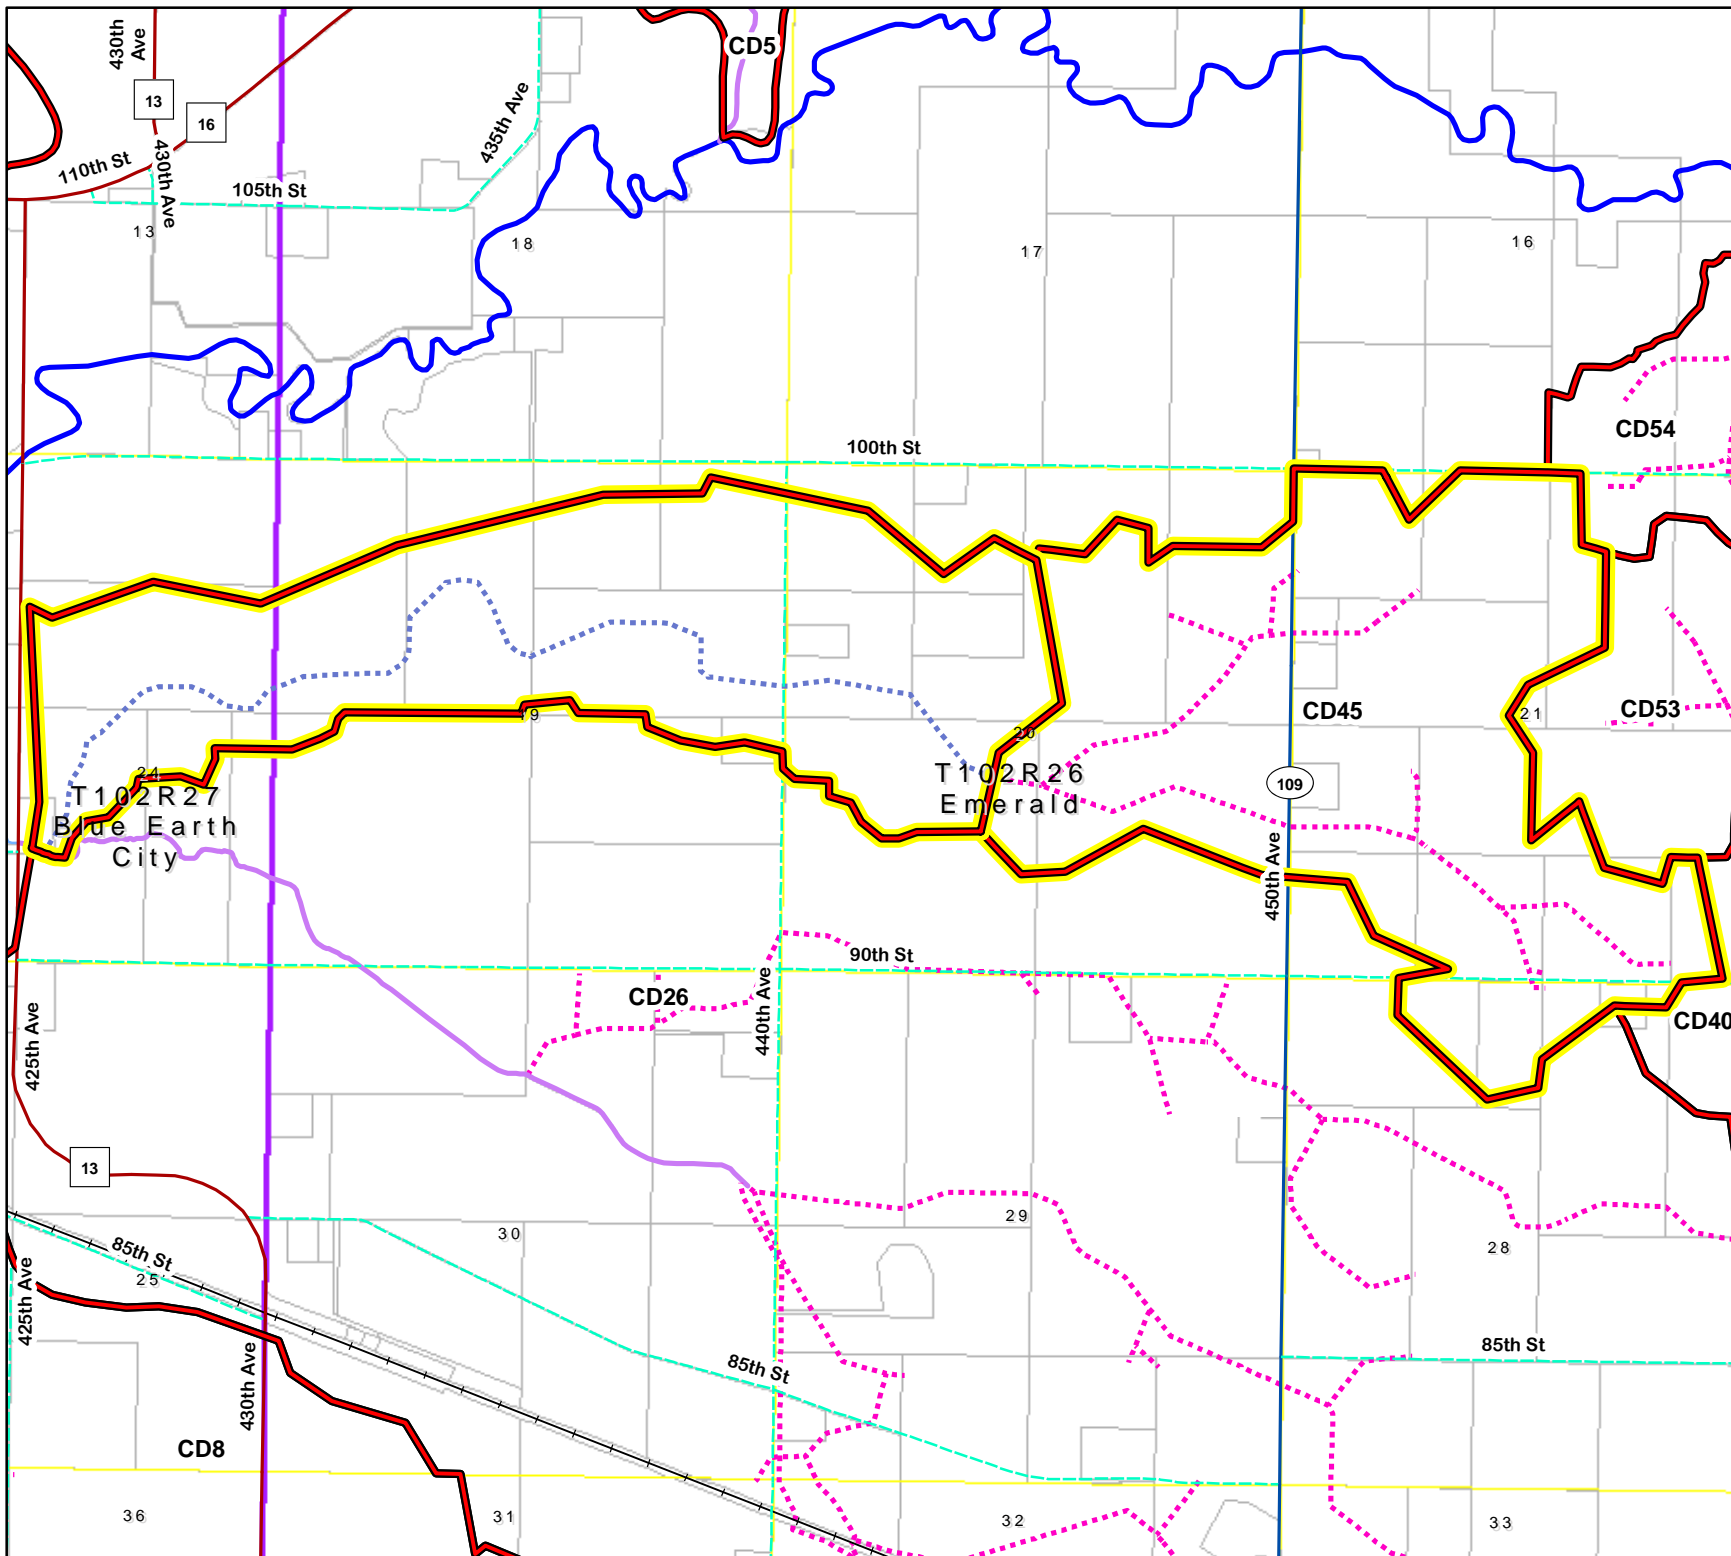 430th
Ave
CD5
13
16
435th Ave
110th St
430th Ave
105th St
13
18
17
16
100th St
CD54
19
20
21
CD45
CD53
24
T102R27
Blue Earth
City
T102R26
Emerald
109
450th Ave
90th St
CD26
440th Ave
CD40
425th Ave
13
29
30
28
85th St
25
425th Ave
85th St
85th St
430th Ave
CD8
36
31
32
33